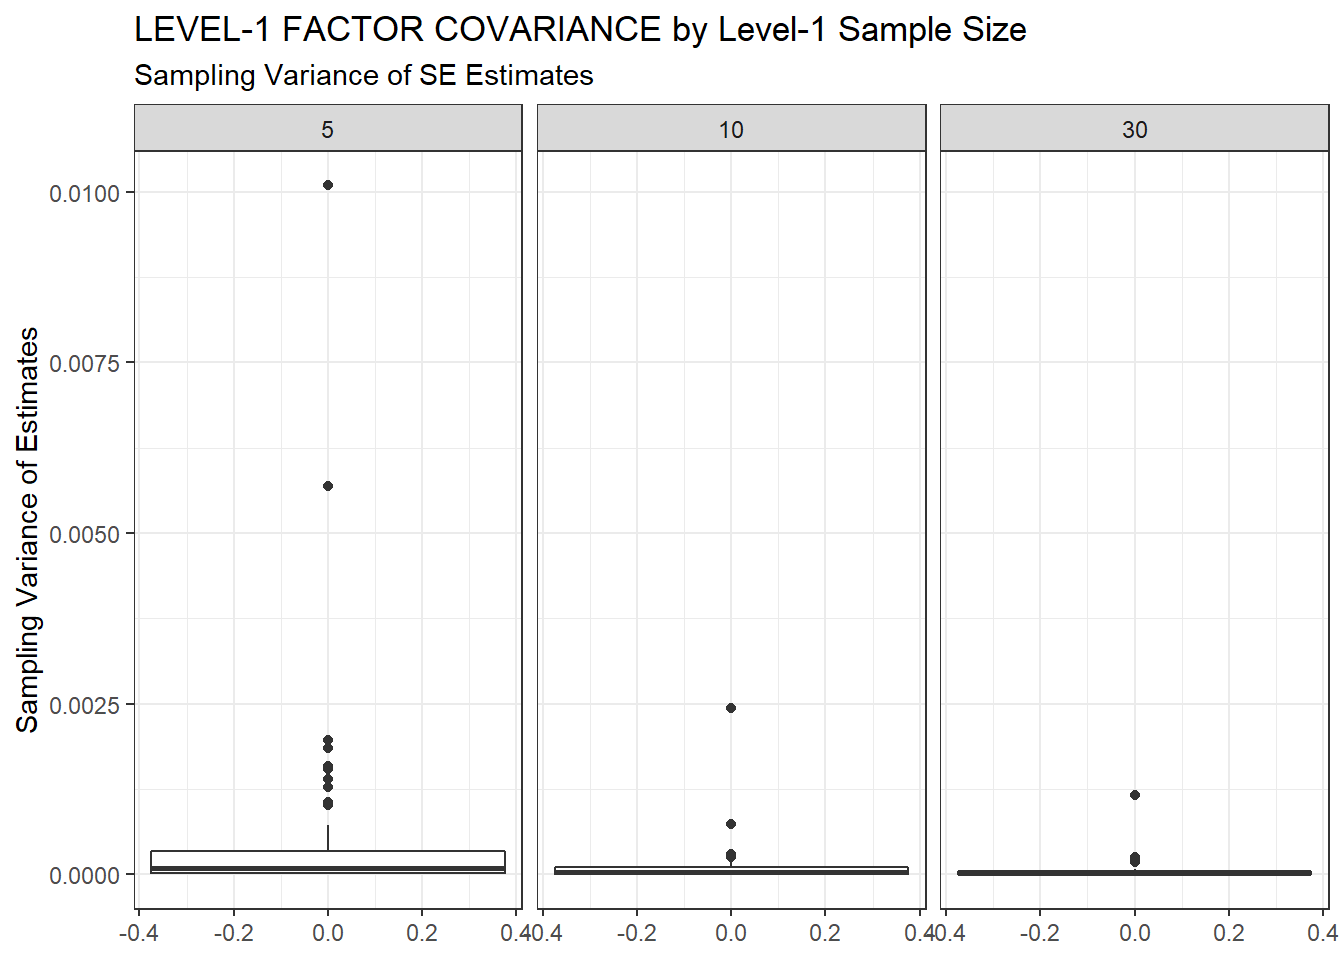 LEVEL-1 FACTOR COVARIANCE by Level-1 Sample Size
Sampling Variance of SE Estimates
5 10 30
Sampling Variance of Estimates
0.0100
0.0075
0.0050
0.0025
0.0000
-0.4 -0.2 0.0 0.2 0.4 -0.4 -0.2 0.0 0.2 0.4 -0.4 -0.2 0.0 0.2 0.4